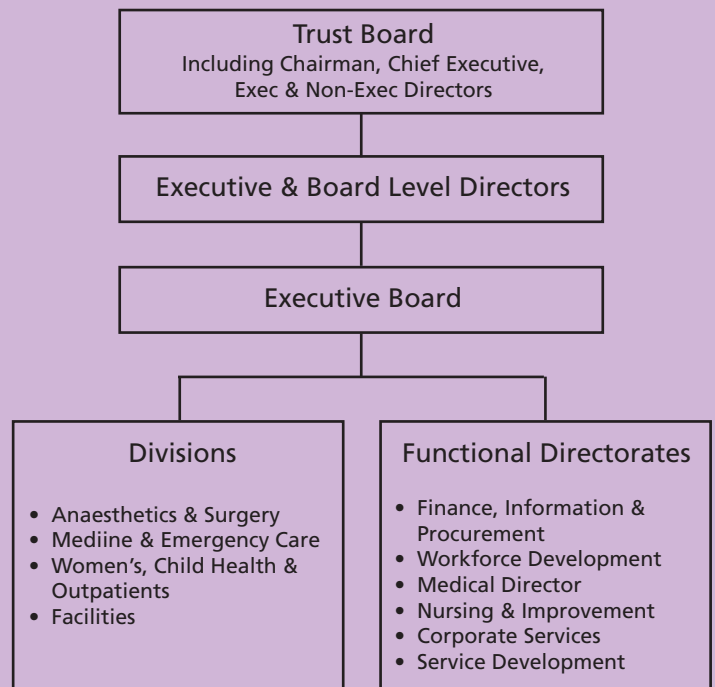 Trust Board
Including Chairman, Chief Executive,
Exec & Non-Exec Directors
Executive & Board Level Directors
Executive Board
Divisions
• Anaesthetics & Surgery
• Mediine & Emergency Care
• Women’s, Child Health &
Outpatients
• Facilities
Functional Directorates
• Finance, Information &
Procurement
• Workforce Development
• Medical Director
• Nursing & Improvement
• Corporate Services
• Service Development